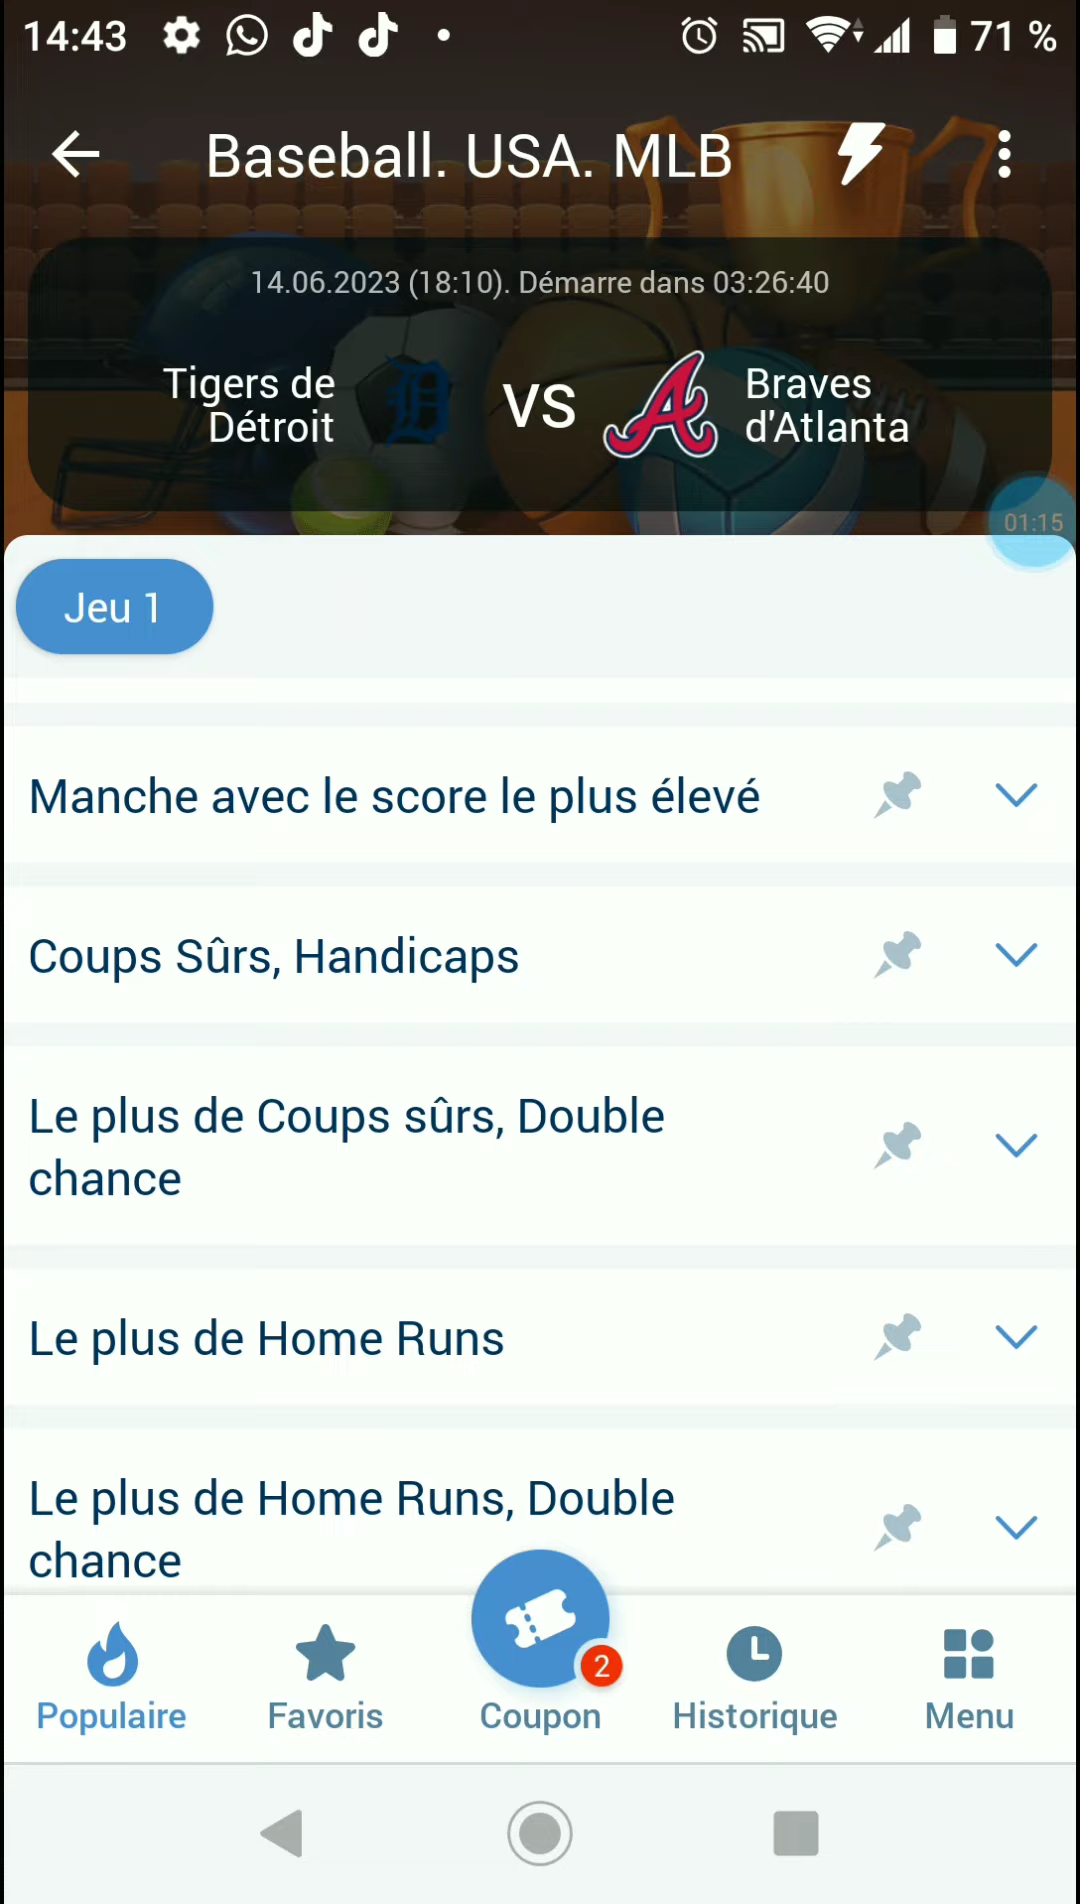 14:43 71 %
Baseball. USA. MLB
14.06.2023 (18:10). Démarre dans 03:26:40
Tigers de
Détroit
VS
Braves
d'Atlanta
01:15
Jeu 1
Manche avec le score le plus élevé
Coups Sûrs, Handicaps
Le plus de Coups sûrs, Double
chance
Le plus de Home Runs
Le plus de Home Runs, Double
chance
2
Populaire Favoris Coupon Historique Menu